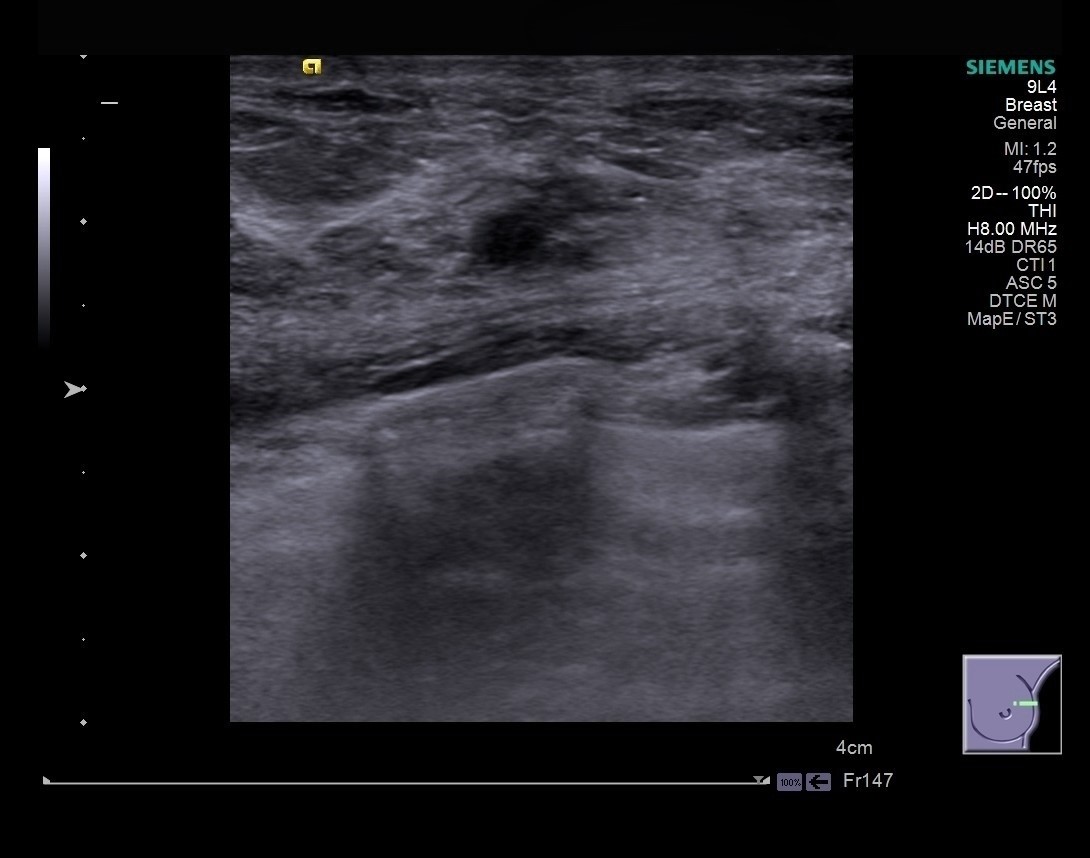 SIEMENS
9L4
Breast
General
MI: 1.2
47fps
2D--100%
THI
H8.00 MHz
14dB DR65
CTI 1
ASC 5
DTCE M
MapE/ST3
4cm
100%
Fr147